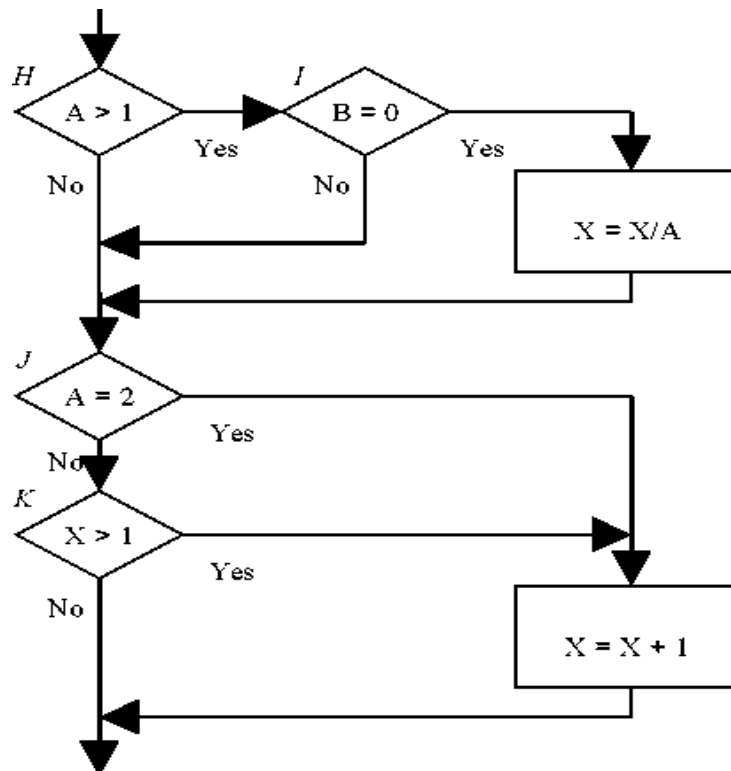 H
I
A > 1
B = 0
Yes
Yes
No
No
X = X/A
J
A = 2
Yes
No
K
X > 1
Yes
No
X = X + 1